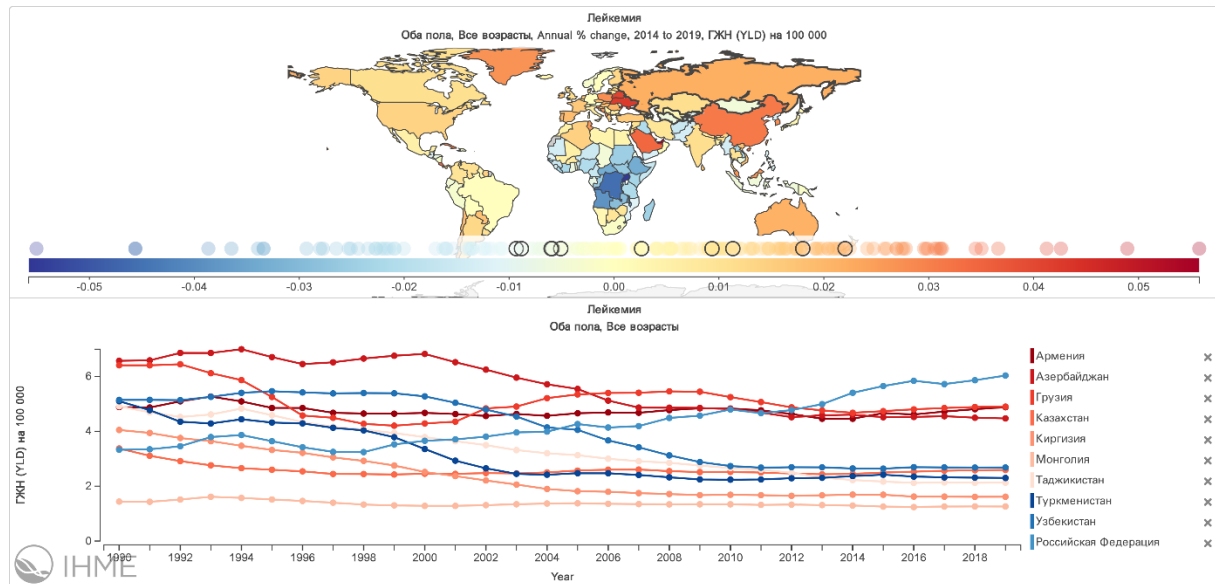 Лейкемия
Оба пола, Все возрасты, Annual % change, 2014 to 2019, ГЖН (YLD) на 100 000
-0.05
-0.04
-0.03
-0.02
-0.01
0.00
0.01
0.02
0.03
0.04
0.05
Лейкемия
Оба пола, Все возрасты
ГЖН (YLD) на 100 000
6
4
2
0
1990
1992
1994
1996
1998
2000
2002
2004
2006
2008
2010
2012
2014
2016
2018
Year
Армения
Азербайджан
Грузия
Казахстан
Киргизия
Монголия
Таджикистан
Туркменистан
Узбекистан
Российская Федерация
IHME